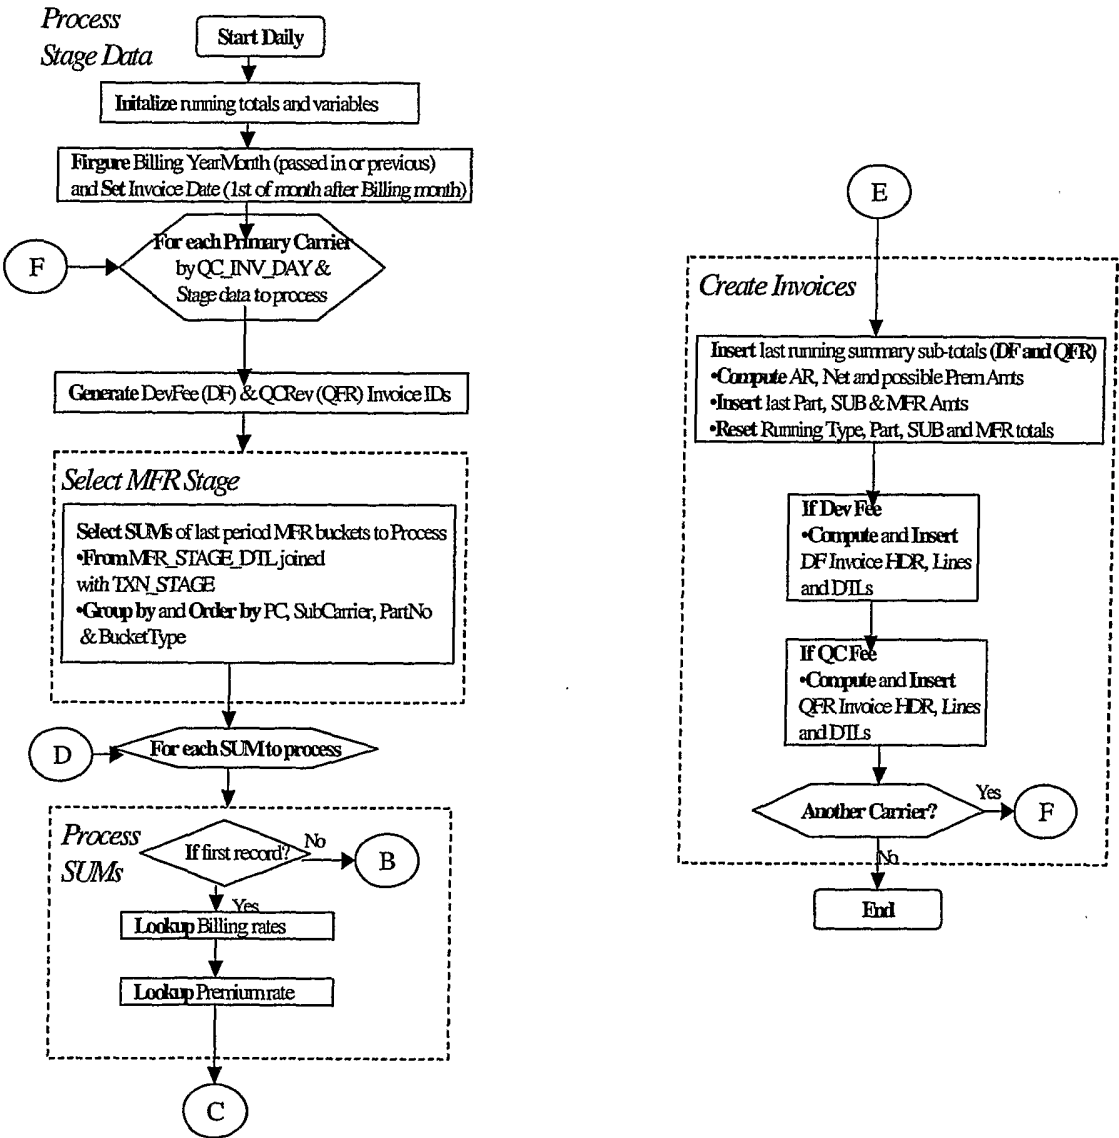 Process
Stage Data
Start Daily
Initalize running totals and variables
Firgure Billing YearMonth (passed in or previous)
and Set Invoice Date (1st of month after Billing month)
F
For each Primary Carrier
by QC_INV_DAY &
Stage data to process
Generate DevFee (DF) & QCRev (QFR) Invoice IDs
Select MFR Stage
Select SUMs of last period MFR buckets to Process
•From MFR_STAGE_DTL joined
with TXN_STAGE
•Group by and Order by PC, SubCarrier, PartNo
& BucketType
D
For each SUM to process
Process
SUMs
If first record?
No
B
Yes
Lookup Billing rates
Lookup Premium rate
C
E
Create Invoices
Insert last running summary sub-totals (DF and QFR)
•Compute AR, Net and possible Prem Amts
•Insert last Part, SUB & MFR Amts
•Reset Running Type, Part, SUB and MFR totals
If Dev Fee
•Compute and Insert
DF Invoice HDR, Lines
and DTLs
If QC Fee
•Compute and Insert
QFR Invoice HDR, Lines
and DTLs
Another Carrier?
Yes
F
No
End